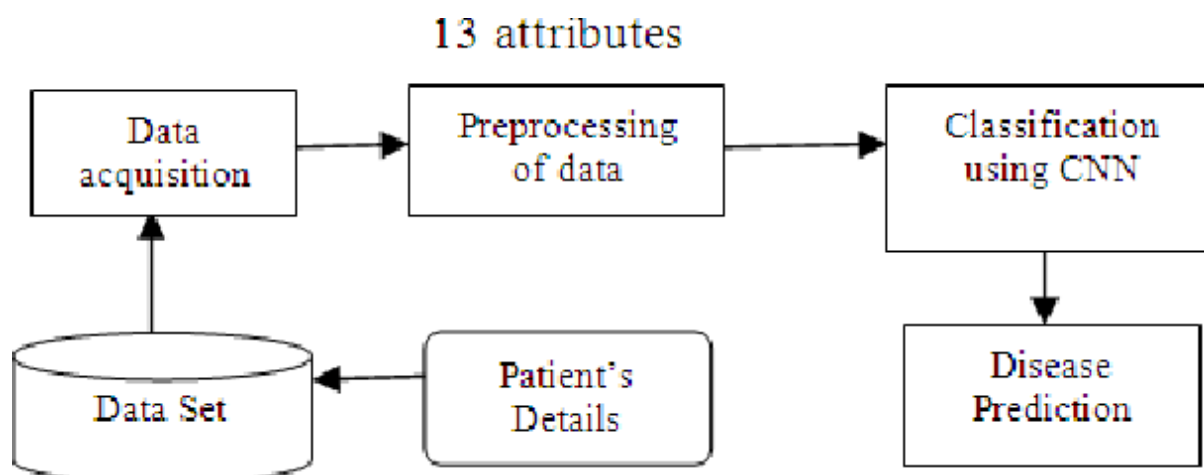 13 attributes
Data
acquisition
Preprocessing
of data
Classification
using CNN
Data Set
Patient's
Details
Disease
Prediction